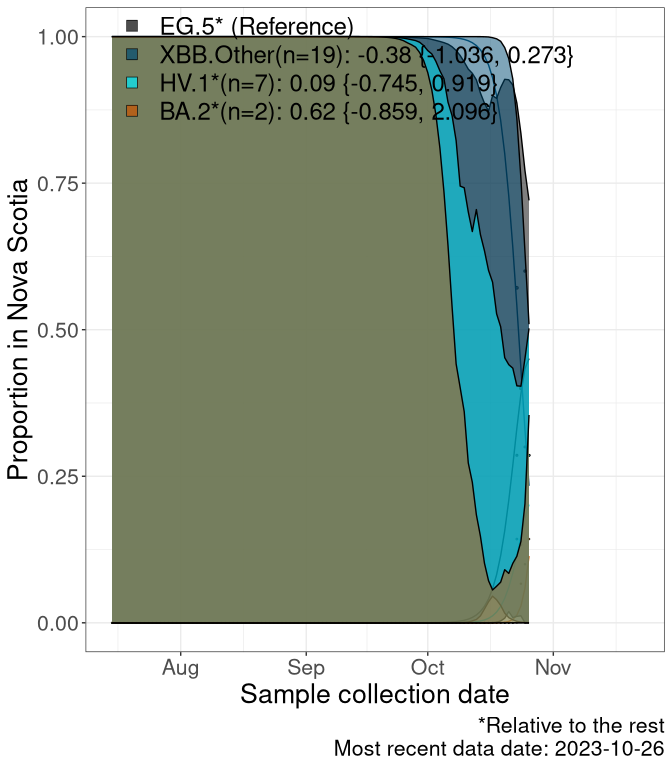 EG.5* (Reference)
XBB.Other(n=19): -0.38 {-1.036, 0.273}
HV.1*(n=7): 0.09 {-0.745, 0.919}
BA.2*(n=2): 0.62 {-0.859, 2.096}
1.00
0.75
0.50
0.25
0.00
Proportion in Nova Scotia
Aug Sep Oct Nov
Sample collection date
*Relative to the rest
Most recent data date: 2023-10-26